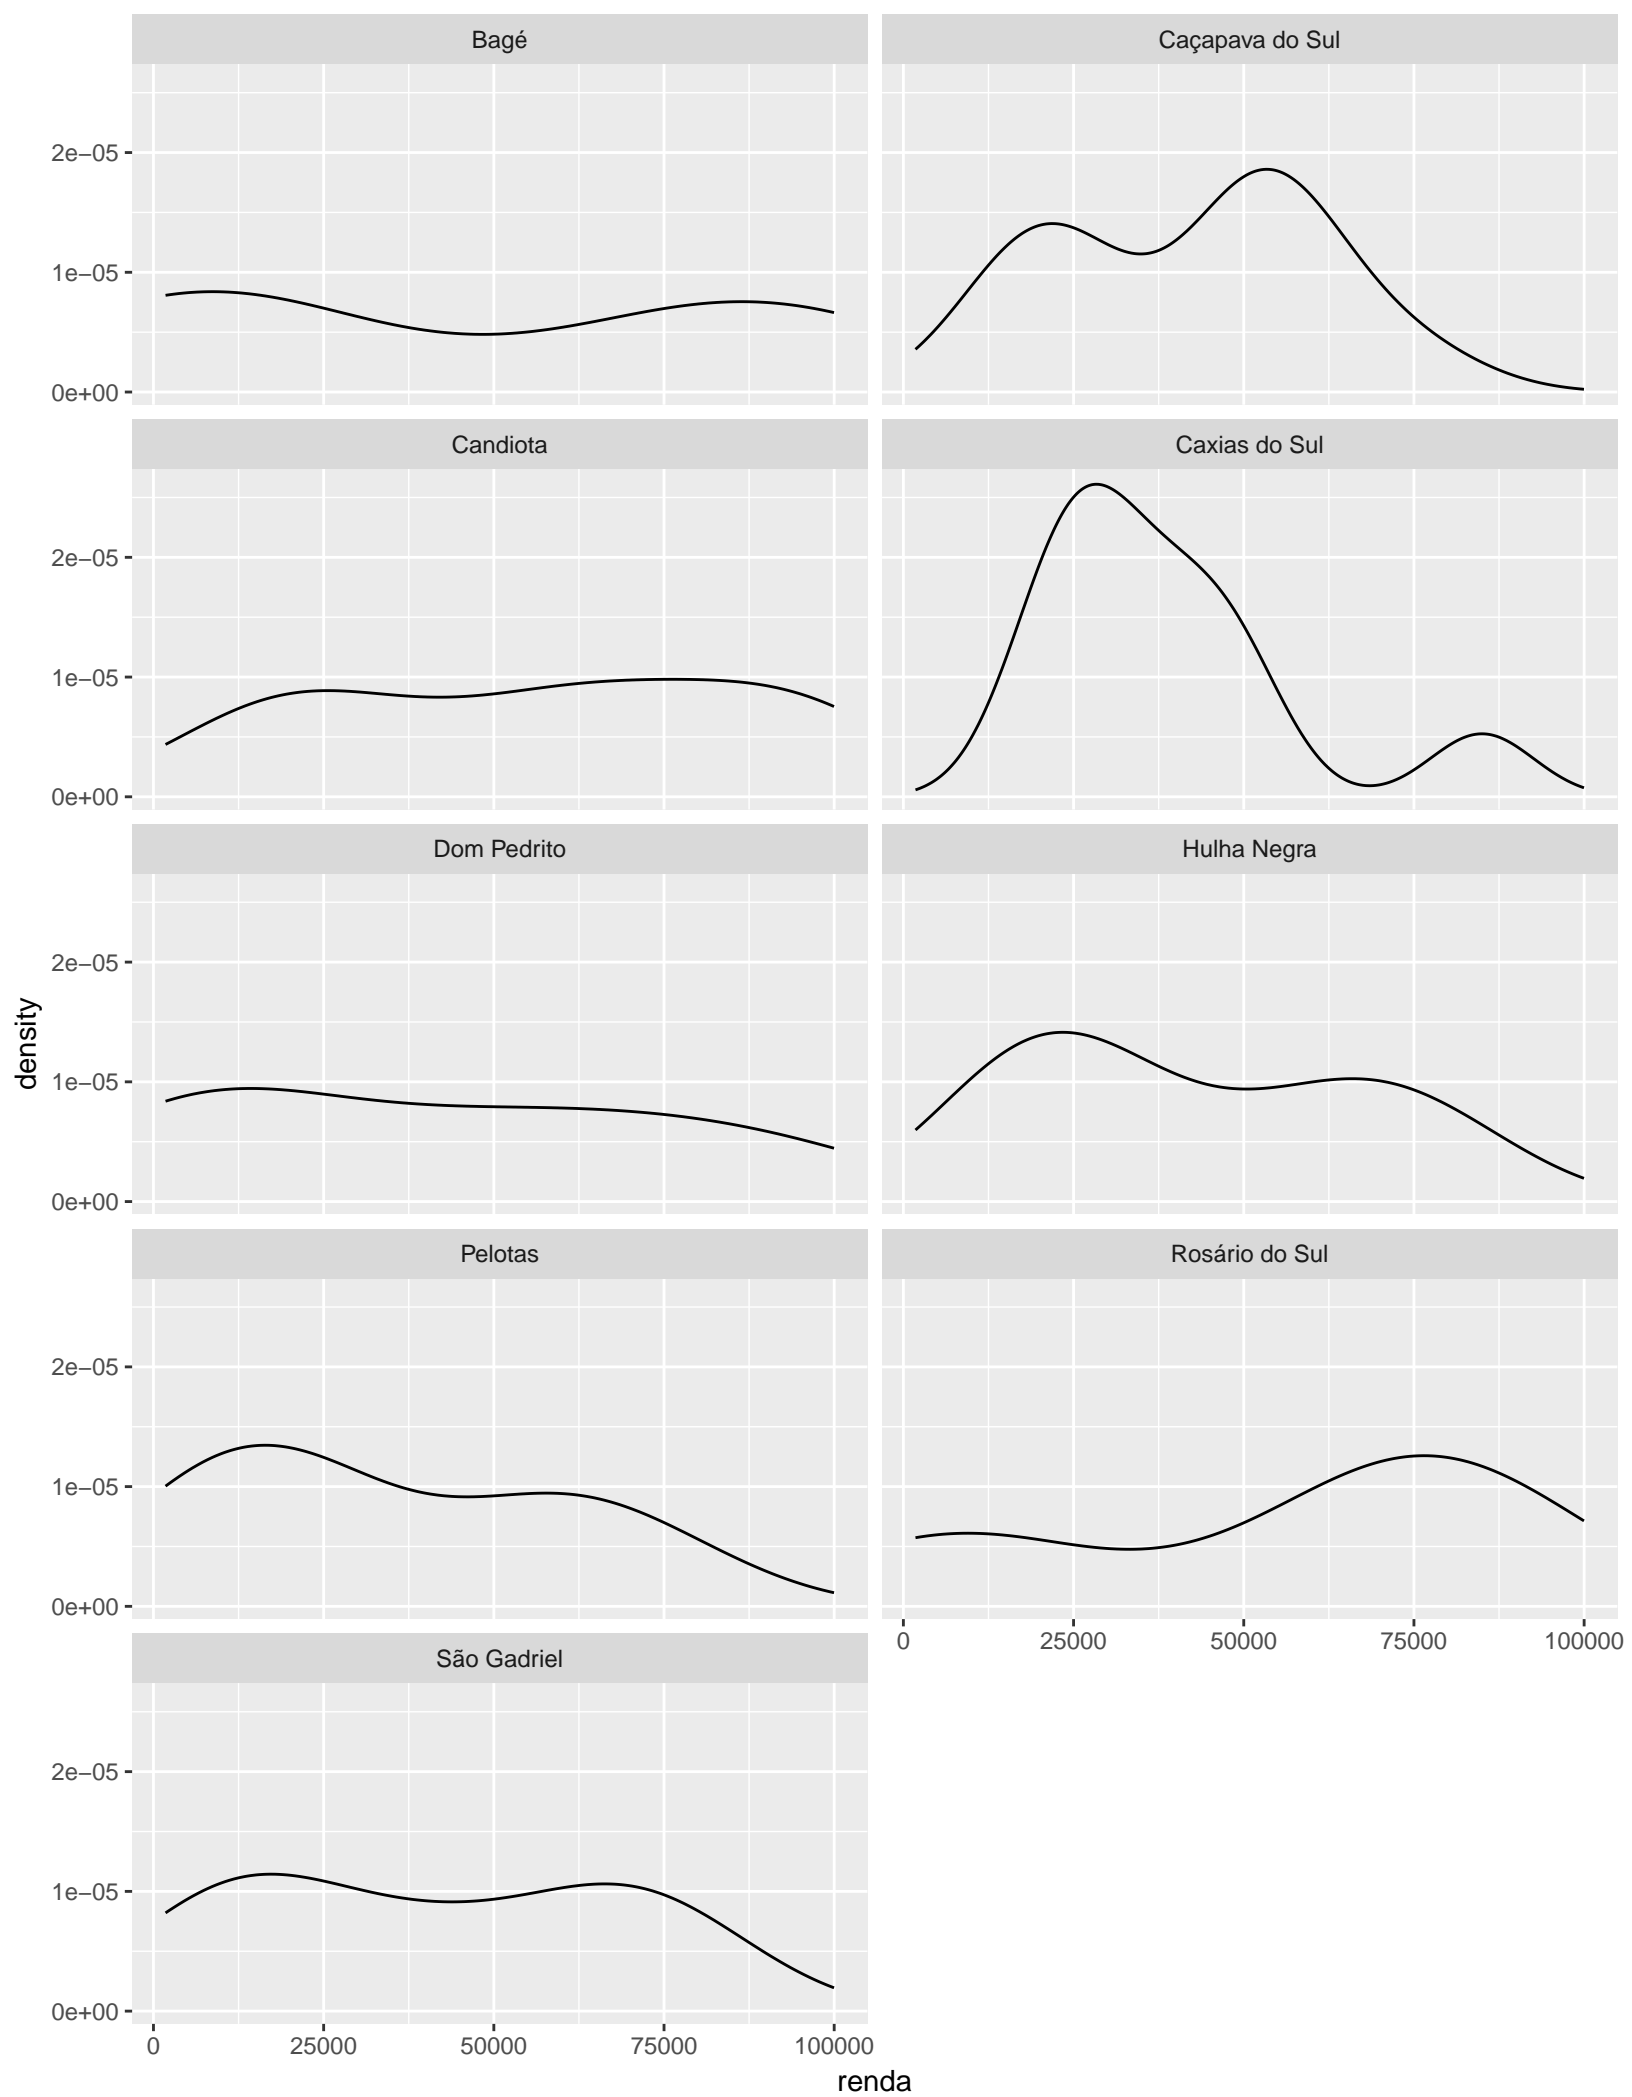 Bagé
Caçapava do Sul
2e−05
1e−05
0e+00
Candiota
Caxias do Sul
2e−05
1e−05
0e+00
Dom Pedrito
Hulha Negra
2e−05
1e−05
0e+00
density
Pelotas
Rosário do Sul
2e−05
1e−05
0e+00
0 25000 50000 75000 100000
São Gadriel
2e−05
1e−05
0e+00
0 25000 50000 75000 100000
renda